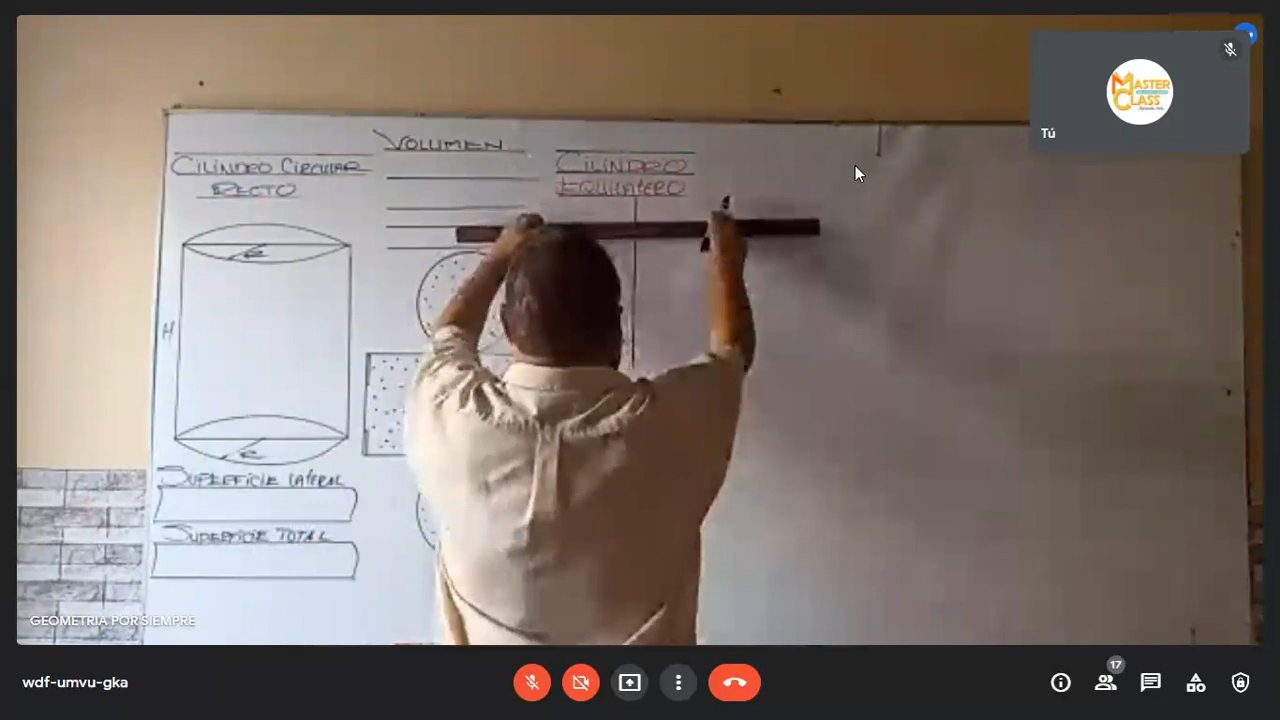 MASTER
CLASS
Tú
VOLUMEN
CILINDRO CIRCULAR
RECTO
CILINDRO
EQUILATERO
R
H
R
SUPERFICIE LATERAL
SUPERFICIE TOTAL
GEOMETRIA POR SIEMPRE
wdf-umvu-gka
17